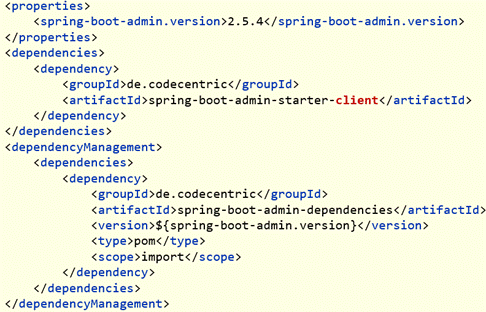 <properties>
    <spring-boot-admin.version>2.5.4</spring-boot-admin.version>
</properties>
<dependencies>
    <dependency>
        <groupId>de.codecentric</groupId>
        <artifactId>spring-boot-admin-starter-client</artifactId>
    </dependency>
</dependencies>
<dependencyManagement>
    <dependencies>
        <dependency>
            <groupId>de.codecentric</groupId>
            <artifactId>spring-boot-admin-dependencies</artifactId>
            <version>${spring-boot-admin.version}</version>
            <type>pom</type>
            <scope>import</scope>
        </dependency>
    </dependencies>
</dependencyManagement>